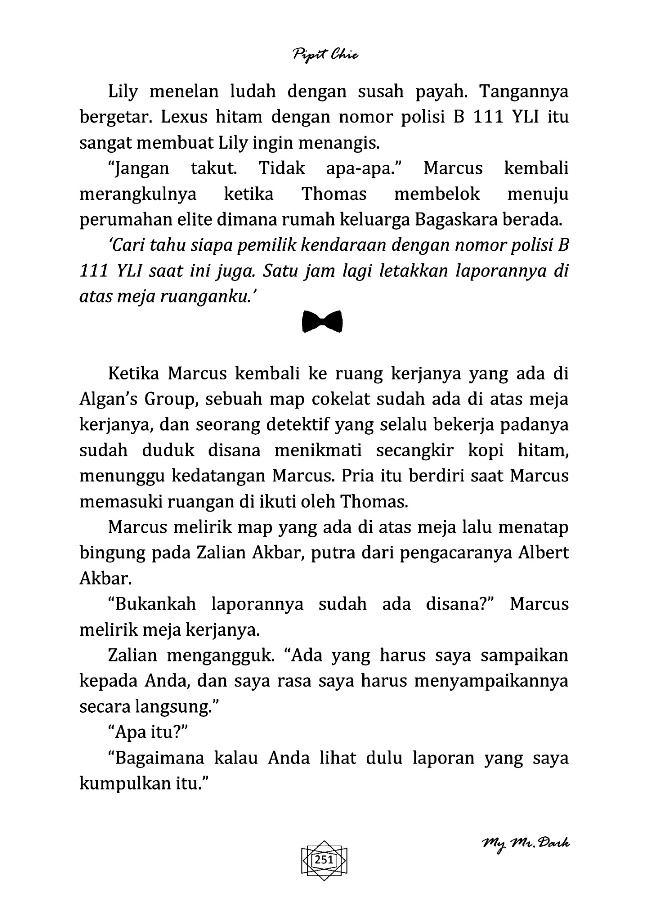 Pipit Chie
Lily menelan ludah dengan susah payah. Tangannya
bergetar. Lexus hitam dengan nomor polisi B 111 YLI itu
sangat membuat Lily ingin menangis.
“Jangan takut. Tidak apa-apa.” Marcus kembali
merangkulnya ketika Thomas membelok menuju
perumahan elite dimana rumah keluarga Bagaskara berada.
‘Cari tahu siapa pemilik kendaraan dengan nomor polisi B
111 YLI saat ini juga. Satu jam lagi letakkan laporannya di
atas meja ruanganku.’
Ketika Marcus kembali ke ruang kerjanya yang ada di
Algan’s Group, sebuah map cokelat sudah ada di atas meja
kerjanya, dan seorang detektif yang selalu bekerja padanya
sudah duduk disana menikmati secangkir kopi hitam,
menunggu kedatangan Marcus. Pria itu berdiri saat Marcus
memasuki ruangan di ikuti oleh Thomas.
Marcus melirik map yang ada di atas meja lalu menatap
bingung pada Zalian Akbar, putra dari pengacaranya Albert
Akbar.
“Bukankah laporannya sudah ada disana?” Marcus
melirik meja kerjanya.
Zalian mengangguk. “Ada yang harus saya sampaikan
kepada Anda, dan saya rasa saya harus menyampaikannya
secara langsung.”
“Apa itu?”
“Bagaimana kalau Anda lihat dulu laporan yang saya
kumpulkan itu.”
My Mr. Dark
251